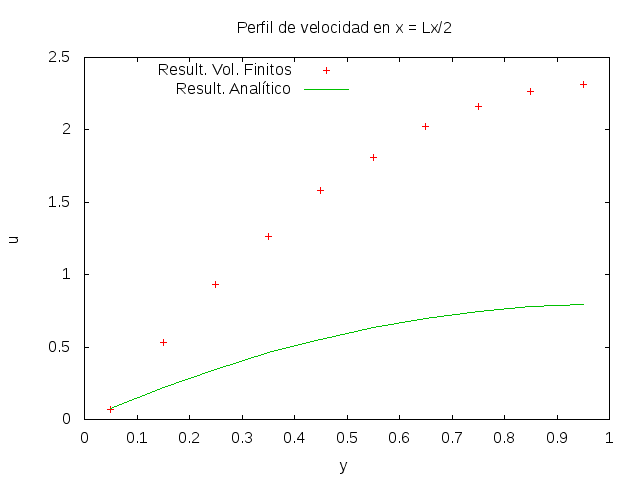 Perfil de velocidad en x = Lx/2
Result. Vol. Finitos
Result. Analítico
2.5
2
1.5
1
0.5
0
u
0 0.1 0.2 0.3 0.4 0.5 0.6 0.7 0.8 0.9 1
y